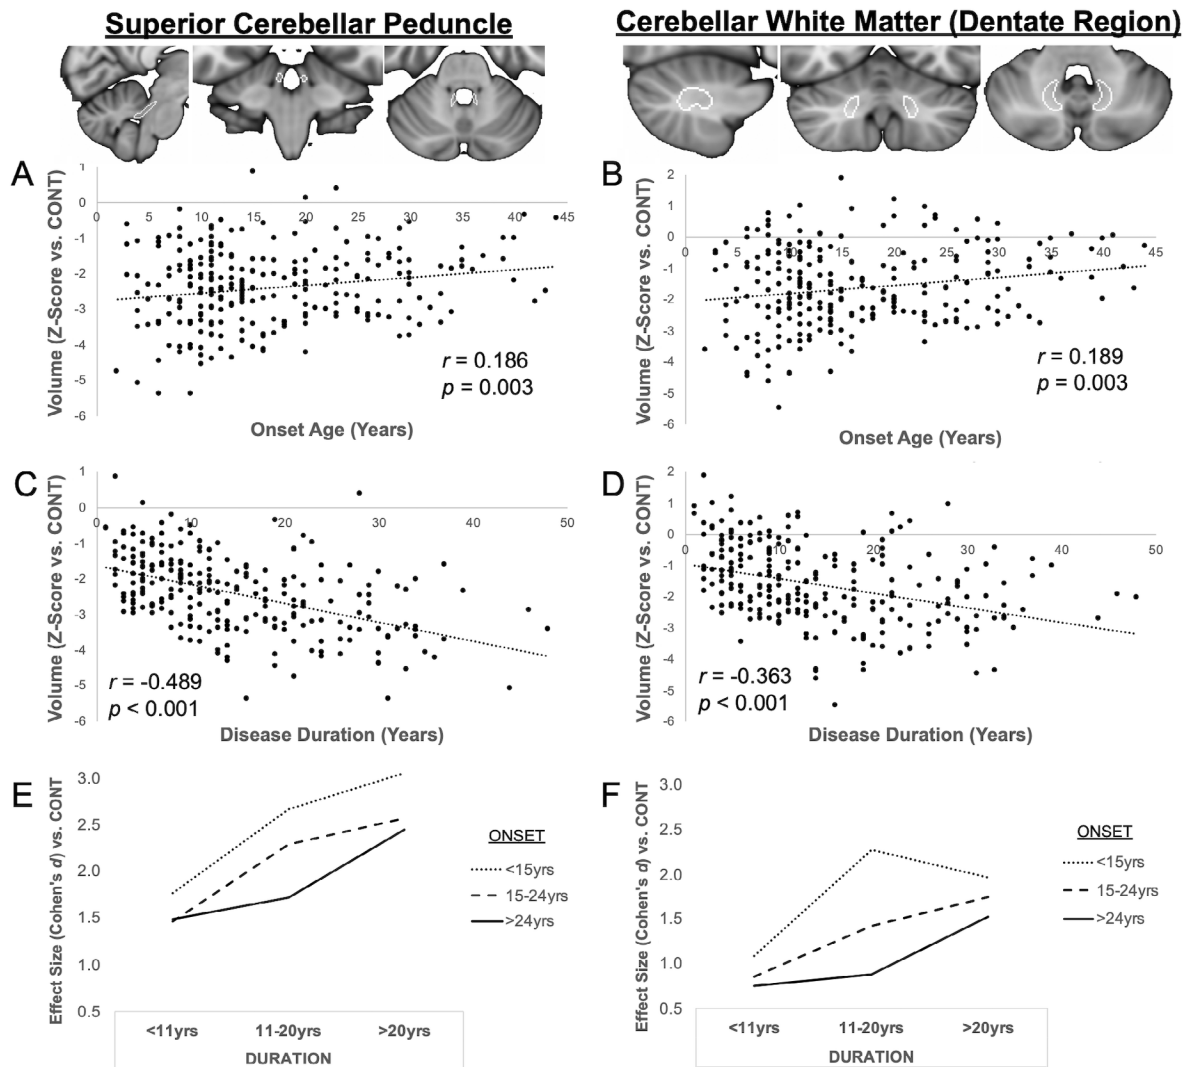 Superior Cerebellar Peduncle
Cerebellar White Matter (Dentate Region)
A
Volume (Z-Score vs. CONT)
1
0
-1
-2
-3
-4
-5
-6
0 5 10 15 20 25 30 35 40 45
r = 0.186
p = 0.003
Onset Age (Years)
B
Volume (Z-Score vs. CONT)
2
1
0
-1
-2
-3
-4
-5
-6
0 5 10 15 20 25 30 35 40 45
r = 0.189
p = 0.003
Onset Age (Years)
C
Volume (Z-Score vs. CONT)
1
0
-1
-2
-3
-4
-5
-6
0 10 20 30 40 50
r = -0.489
p < 0.001
Disease Duration (Years)
D
Volume (Z-Score vs. CONT)
2
1
0
-1
-2
-3
-4
-5
-6
0 10 20 30 40 50
r = -0.363
p < 0.001
Disease Duration (Years)
E
Effect Size (Cohen's d) vs. CONT
3.0
2.5
2.0
1.5
1.0
0.5
<11yrs 11-20yrs >20yrs
DURATION
ONSET
<15yrs
15-24yrs
>24yrs
F
Effect Size (Cohen's d) vs. CONT
3.0
2.5
2.0
1.5
1.0
0.5
<11yrs 11-20yrs >20yrs
DURATION
ONSET
<15yrs
15-24yrs
>24yrs